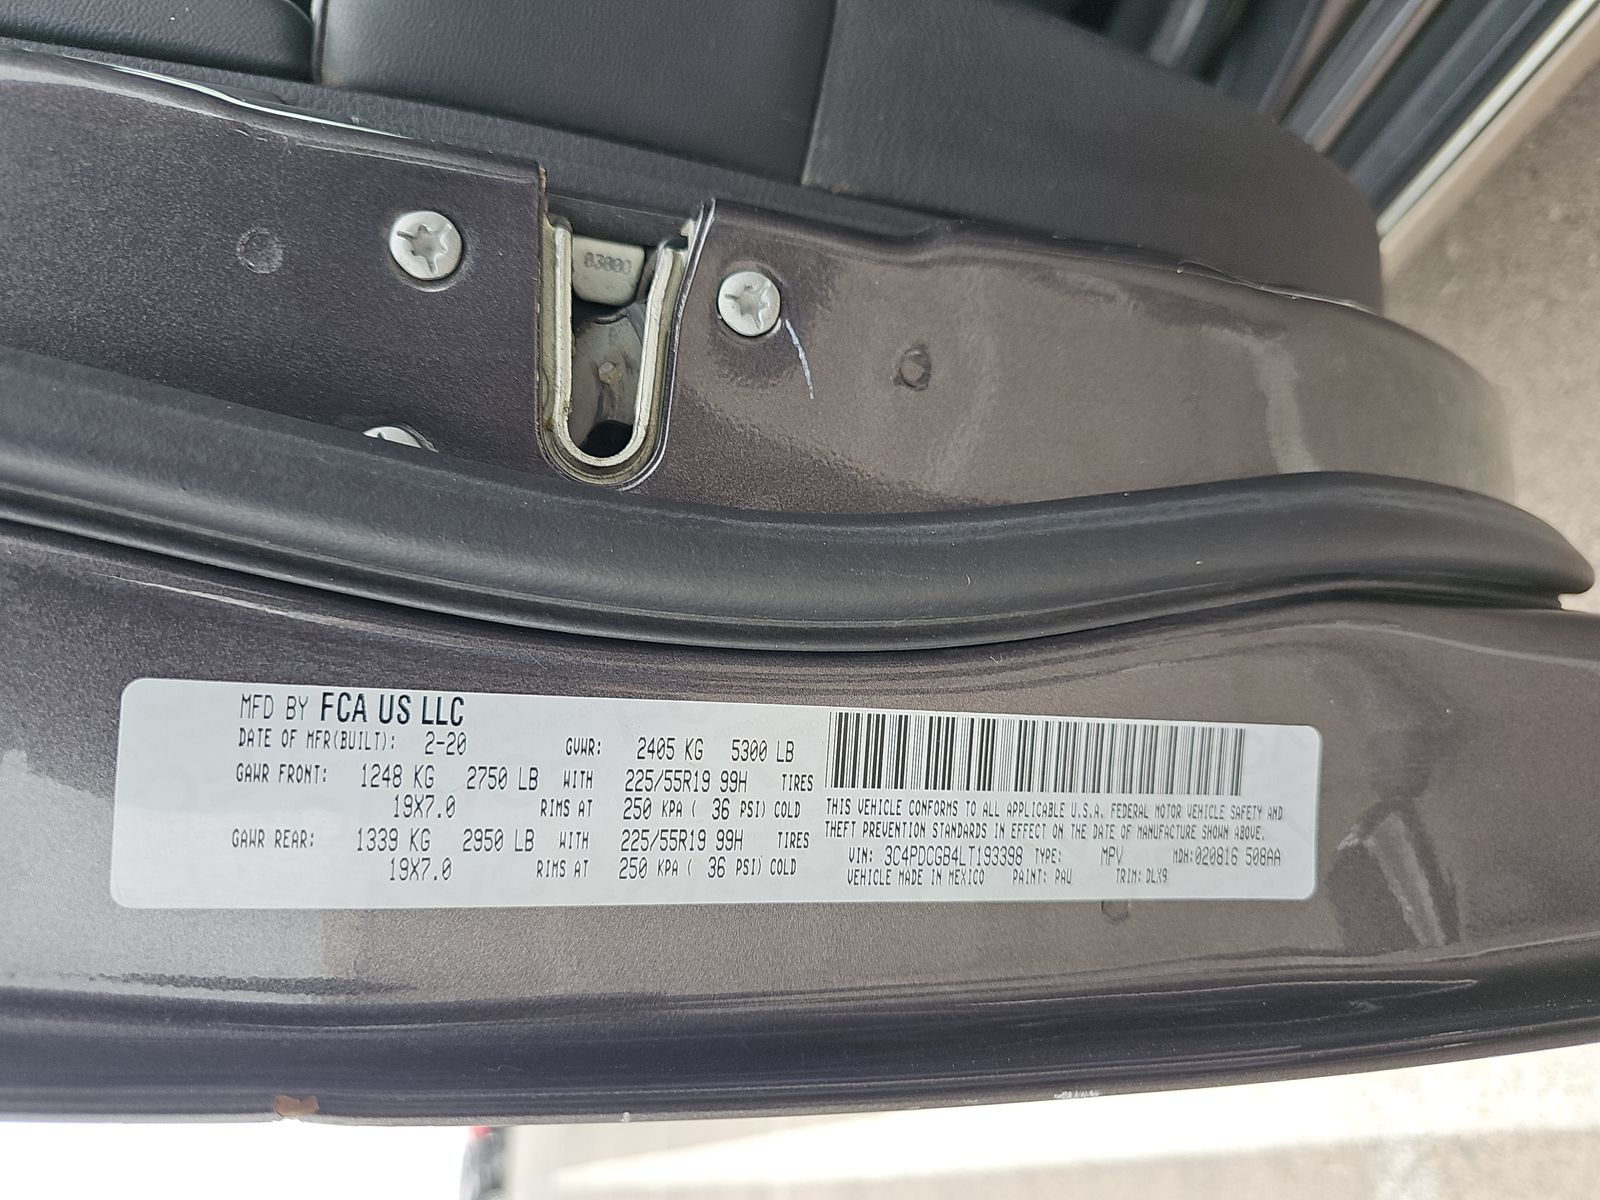 03800
MFD BY FCA US LLC
DATE OF MFR(BUILT): 2-20 GVWR: 2405 KG 5300 LB
GAWR FRONT: 1248 KG 2750 LB WITH 225/55R19 99H TIRES
19X7.0 RIMS AT 250 KPA ( 36 PSI) COLD
GAWR REAR: 1339 KG 2950 LB WITH 225/55R19 99H TIRES
19X7.0 RIMS AT 250 KPA ( 36 PSI) COLD
THIS VEHICLE CONFORMS TO ALL APPLICABLE U.S.A. FEDERAL MOTOR VEHICLE SAFETY AND
THEFT PREVENTION STANDARDS IN EFFECT ON THE DATE OF MANUFACTURE SHOWN ABOVE.
VIN: 3C4PDCGB4LT193398 TYPE: MPV MDH:020816 508AA
VEHICLE MADE IN MEXICO PAINT: PAU TRIM: DLX9